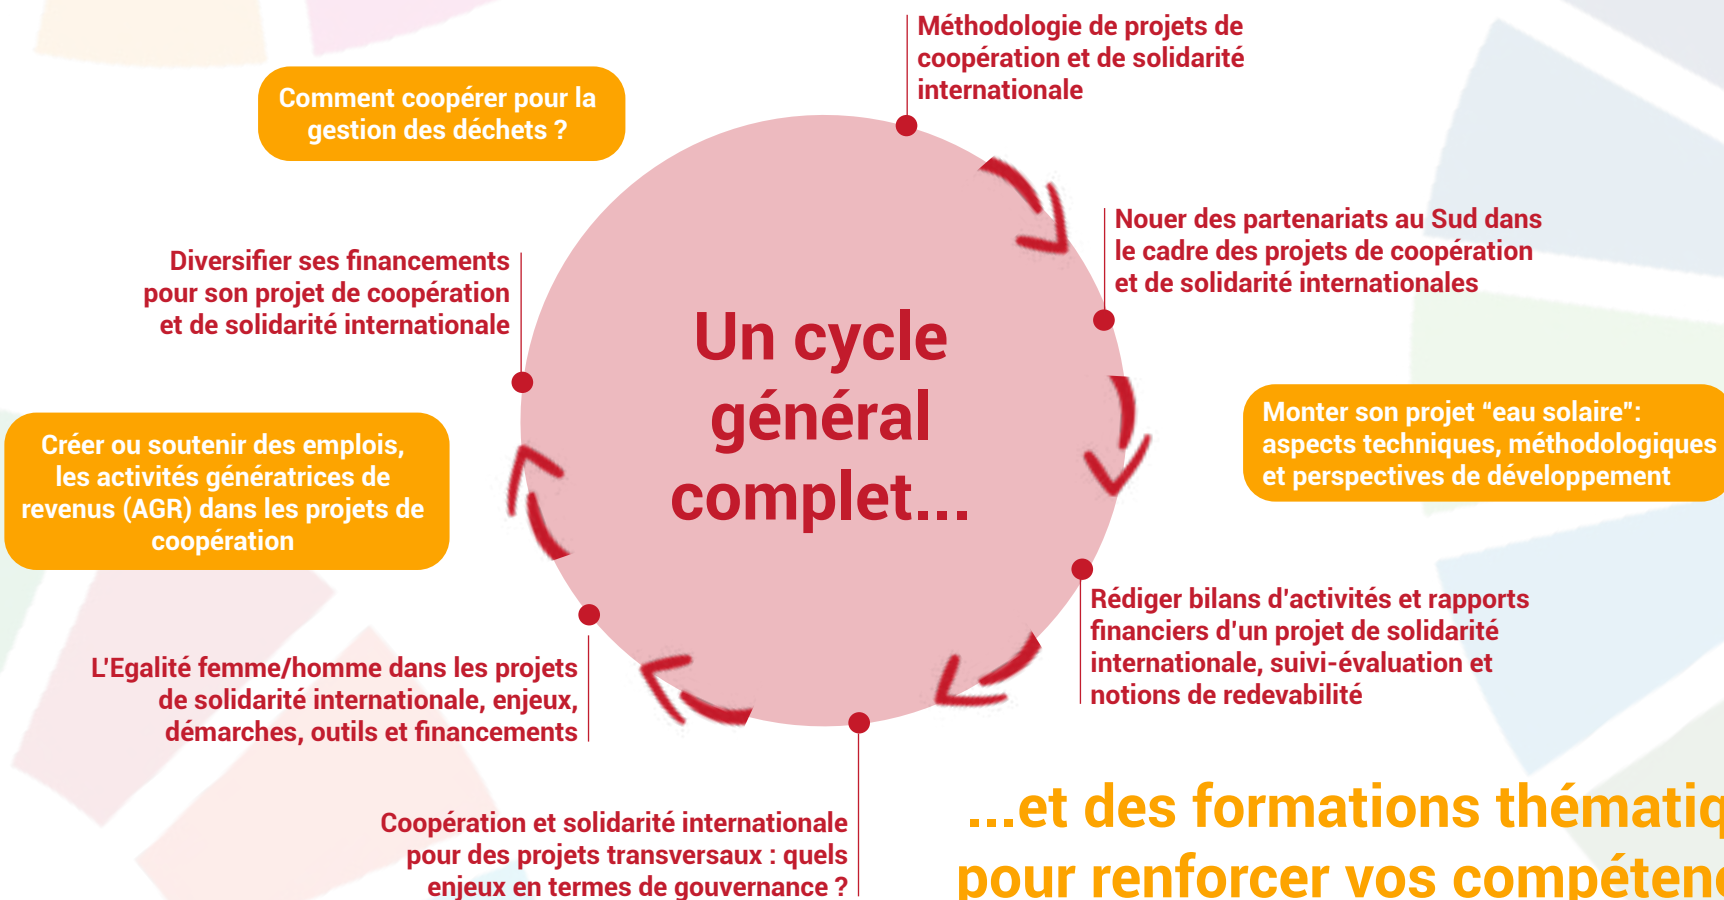 Méthodologie de projets de
coopération et de solidarité
internationale
Comment coopérer pour la
gestion des déchets ?
Nouer des partenariats au Sud dans
le cadre des projets de coopération
et de solidarité internationales
Diversifier ses financements
pour son projet de coopération
et de solidarité internationale
Un cycle
général
complet...
Monter son projet “eau solaire":
aspects techniques, méthodologiques
et perspectives de développement
Créer ou soutenir des emplois,
les activités génératrices de
revenus (AGR) dans les projets de
coopération
Rédiger bilans d'activités et rapports
financiers d'un projet de solidarité
internationale, suivi-évaluation et
notions de redevabilité
L'Egalité femme/homme dans les projets
de solidarité internationale, enjeux,
démarches, outils et financements
Coopération et solidarité internationale
pour des projets transversaux : quels
enjeux en termes de gouvernance ?
...et des formations
pour renforcer vos